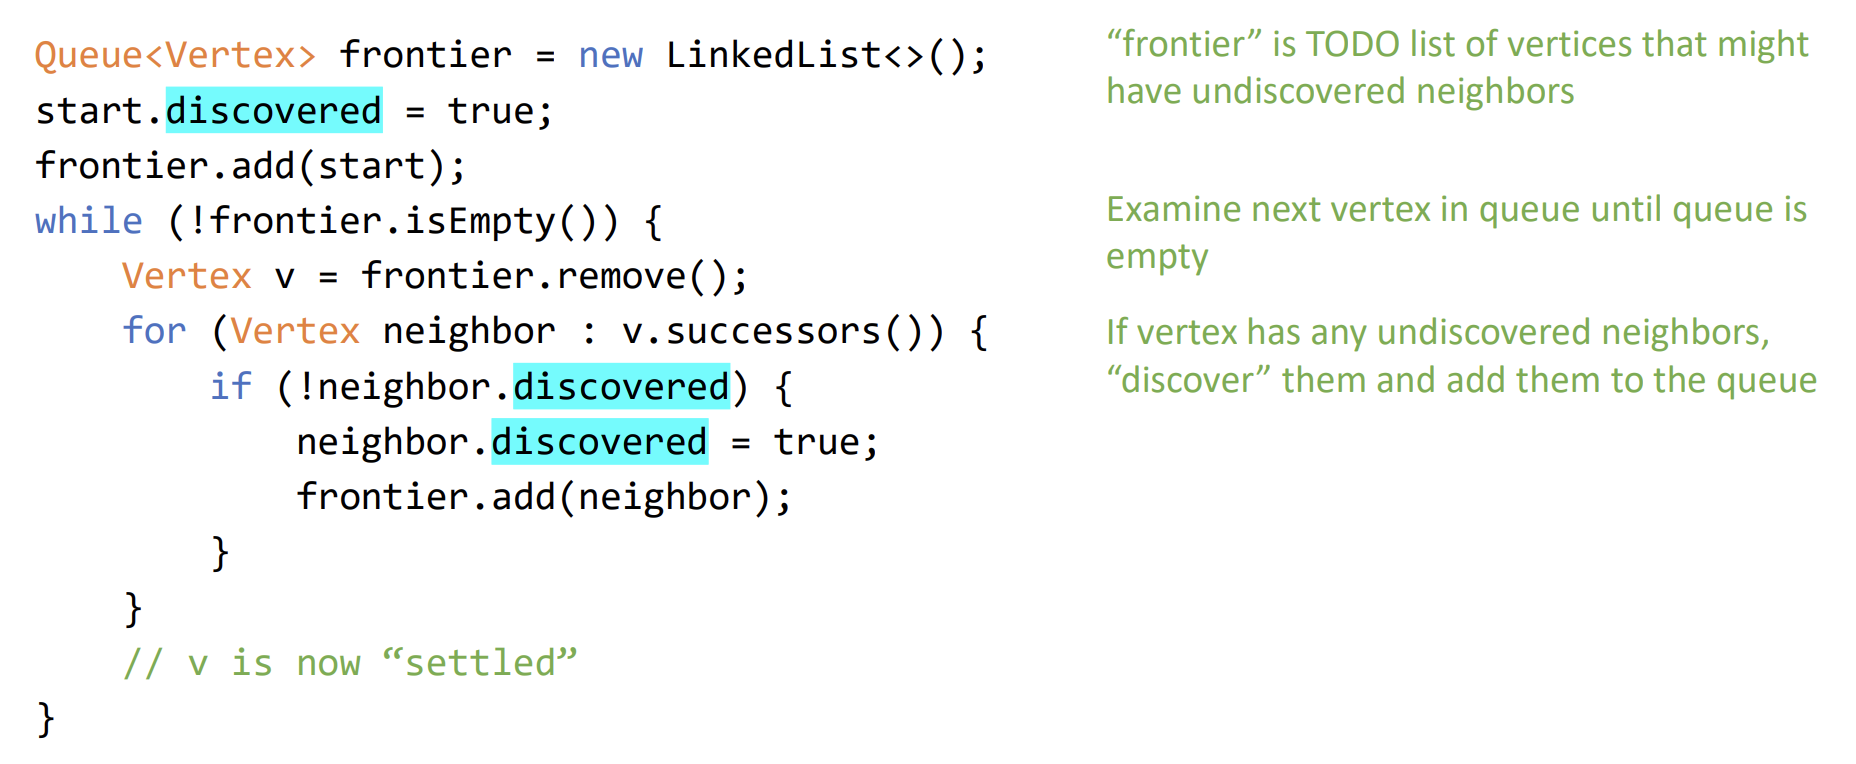 Queue<Vertex> frontier = new LinkedList<>();
start.discovered = true;
frontier.add(start);
while (!frontier.isEmpty()) {
    Vertex v = frontier.remove();
    for (Vertex neighbor : v.successors()) {
        if (!neighbor.discovered) {
            neighbor.discovered = true;
            frontier.add(neighbor);
        }
    }
    // v is now “settled”
}
“frontier” is TODO list of vertices that might
have undiscovered neighbors
Examine next vertex in queue until queue is
empty
If vertex has any undiscovered neighbors,
“discover” them and add them to the queue